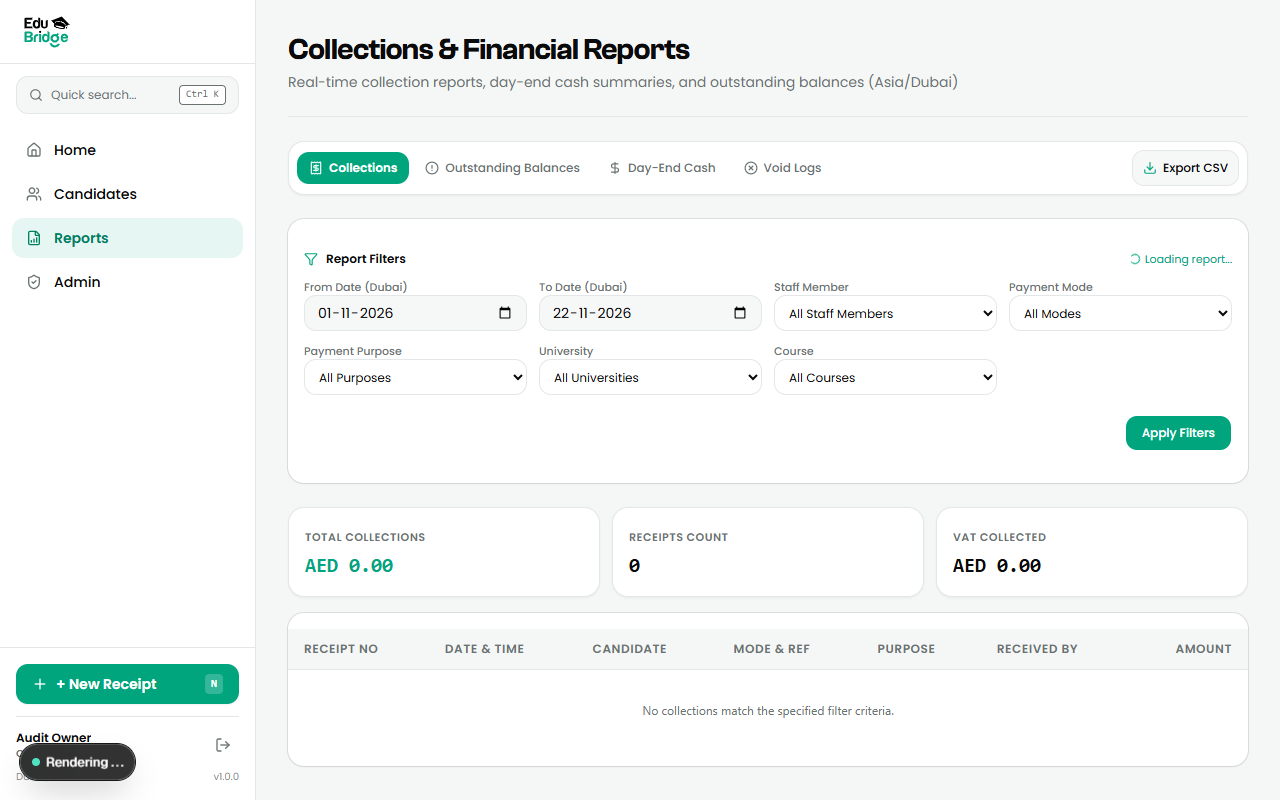 Edu
Bridge
Quick search... Ctrl K
Home
Candidates
Reports
Admin
+ New Receipt N
Audit Owner
Rendering ...
v1.0.0
Collections & Financial Reports
Real-time collection reports, day-end cash summaries, and outstanding balances (Asia/Dubai)
Collections Outstanding Balances Day-End Cash Void Logs Export CSV
Report Filters Loading report...
From Date (Dubai) To Date (Dubai) Staff Member Payment Mode
01-11-2026 22-11-2026 All Staff Members All Modes
Payment Purpose University Course
All Purposes All Universities All Courses
Apply Filters
TOTAL COLLECTIONS RECEIPTS COUNT VAT COLLECTED
AED 0.00 0 AED 0.00
RECEIPT NO DATE & TIME CANDIDATE MODE & REF PURPOSE RECEIVED BY AMOUNT
No collections match the specified filter criteria.